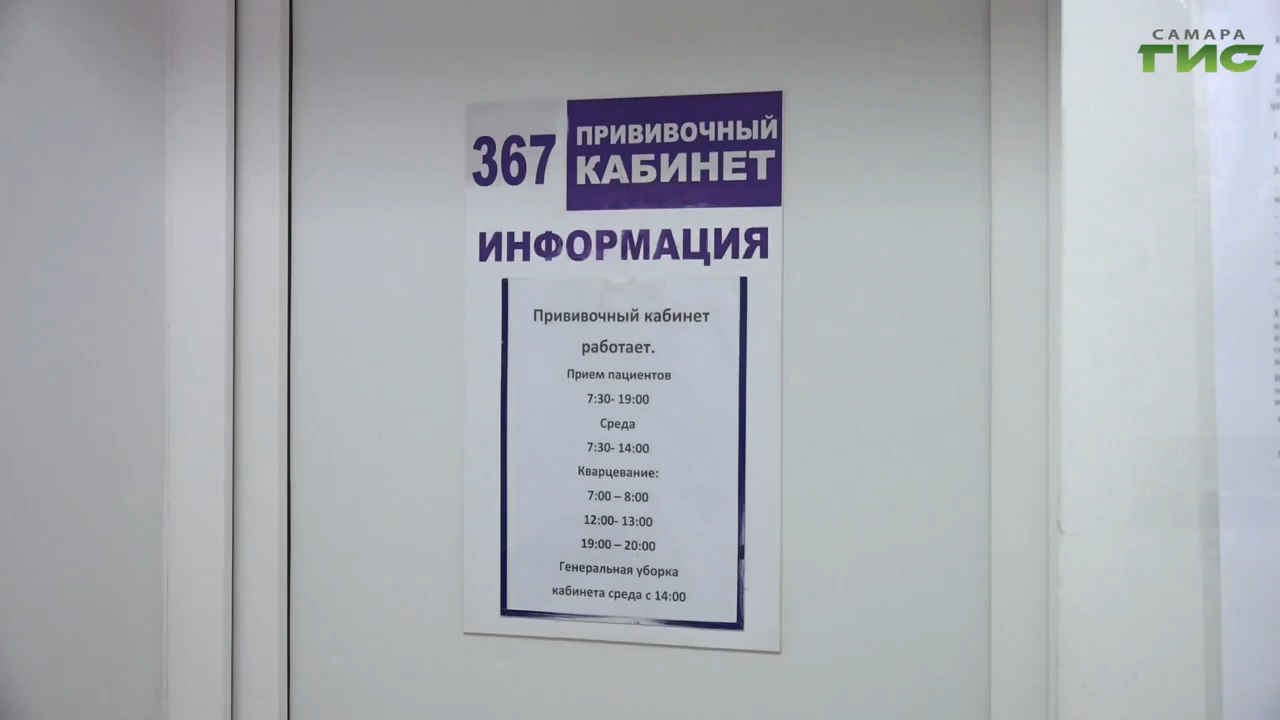 САМАРА
ГИС
367
ПРИВИВОЧНЫЙ
КАБИНЕТ
ИНФОРМАЦИЯ
Прививочный кабинет
работает.
Прием пациентов
7:30- 19:00
Среда
7:30- 14:00
Кварцевание:
7:00 – 8:00
12:00- 13:00
19:00 – 20:00
Генеральная уборка
кабинета среда с 14:00